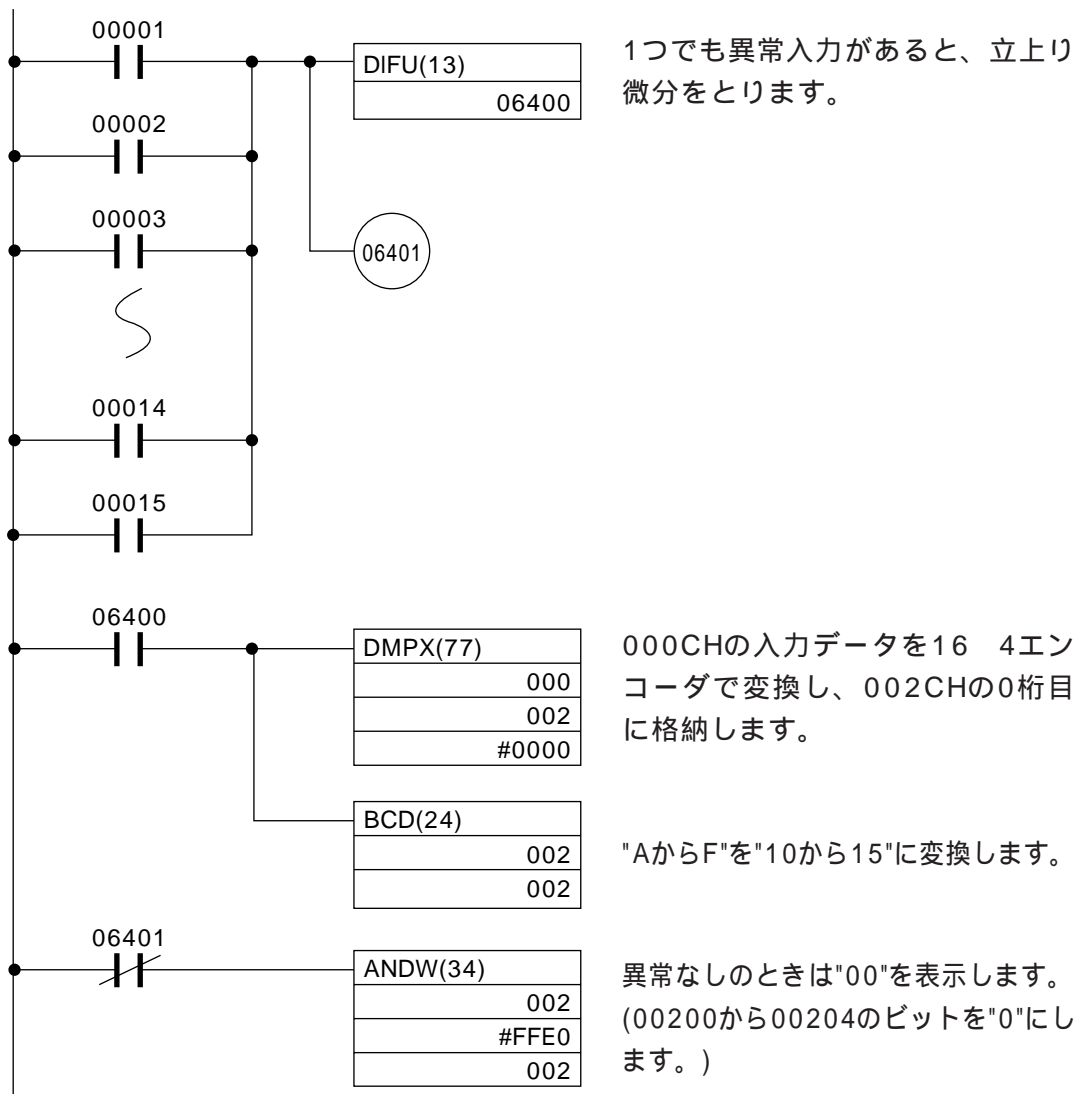 00001
DIFU(13)
06400
1つでも異常入力があると、立上り
微分をとります。
00002
00003
06401
00014
00015
06400
DMPX(77)
000
002
#0000
000CHの入力データを16 4エン
コーダで変換し、002CHの0桁目
に格納します。
BCD(24)
002
002
"AからF"を"10から15"に変換します。
06401
ANDW(34)
002
#FFE0
002
異常なしのときは"00"を表示します。
(00200から00204のビットを"0"にし
ます。)